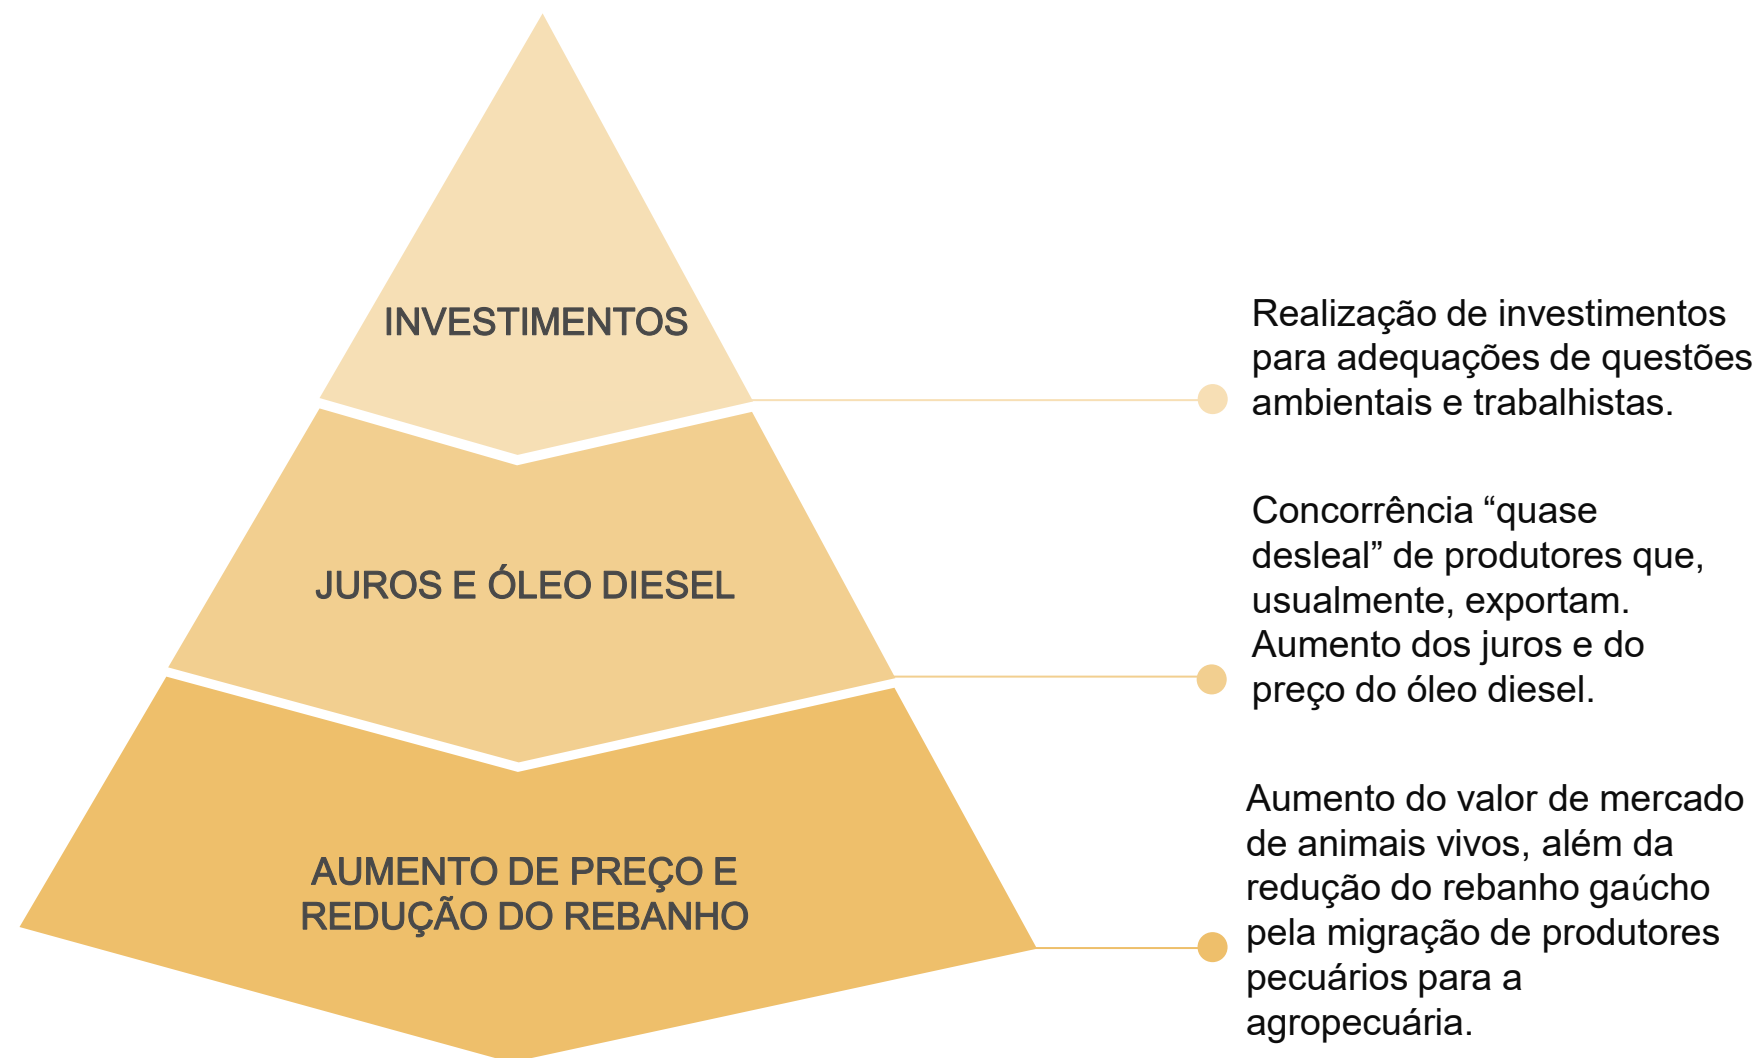 INVESTIMENTOS
Realização de investimentos
para adequações de questões
ambientais e trabalhistas.
JUROS E ÓLEO DIESEL
Concorrência “quase
desleal” de produtores que,
usualmente, exportam.
Aumento dos juros e do
preço do óleo diesel.
AUMENTO DE PREÇO E
REDUÇÃO DO REBANHO
Aumento do valor de mercado
de animais vivos, além da
redução do rebanho gaúcho
pela migração de produtores
pecuários para a
agropecuária.